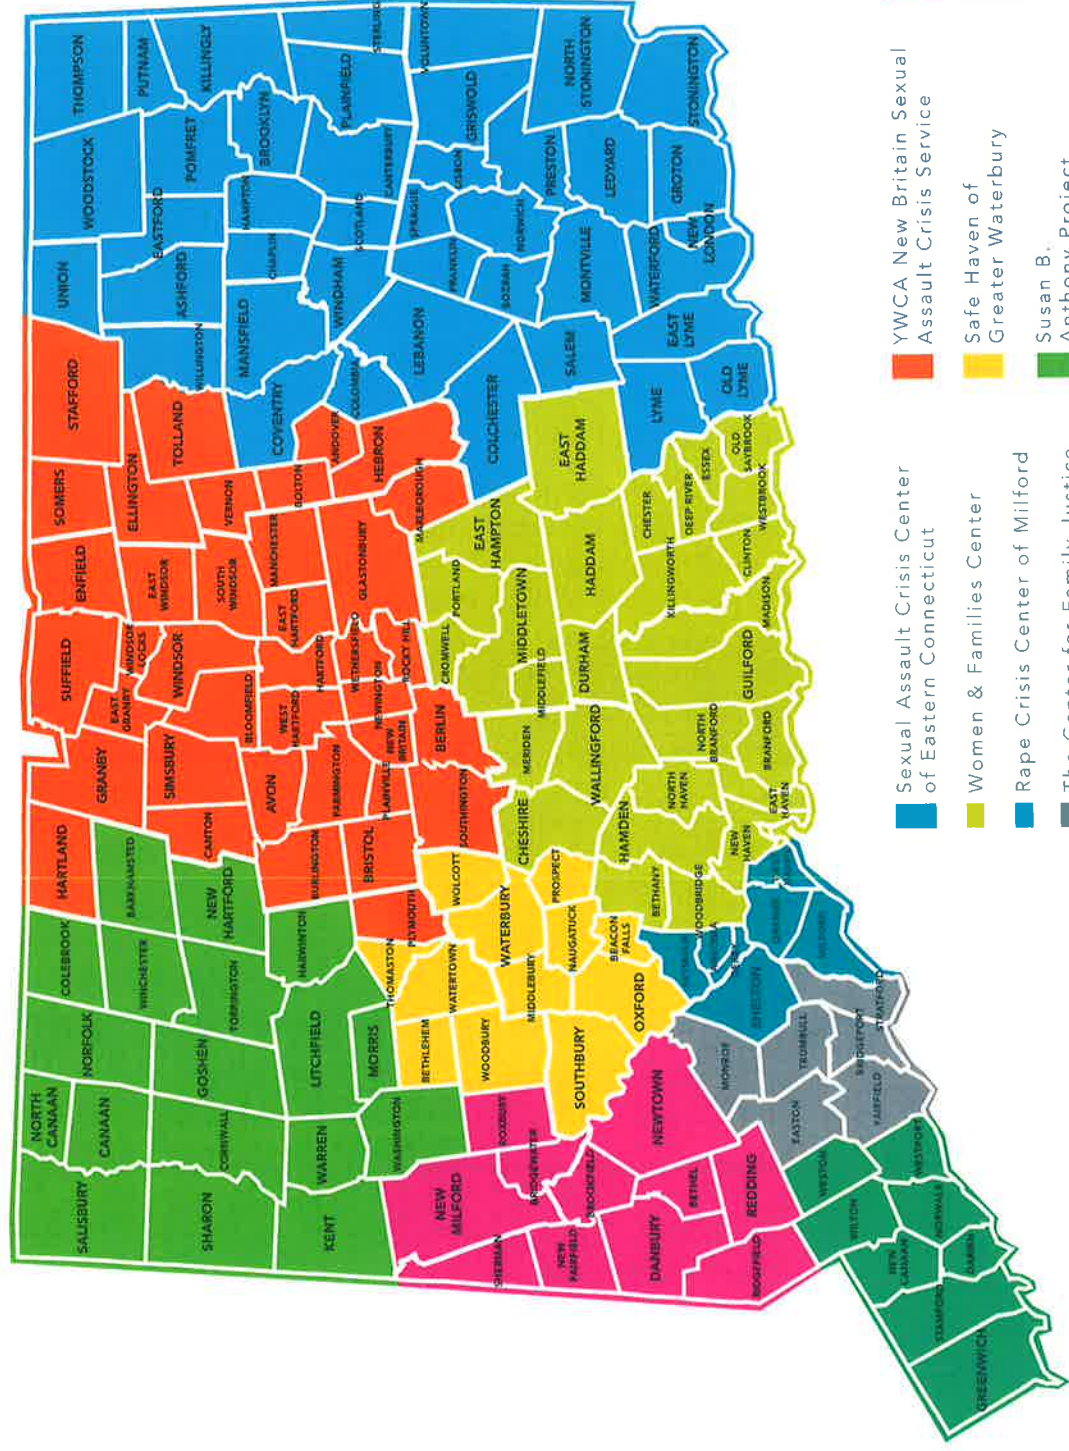 SALISBURY
NORTH
CANAAN
CANAAN
NORFOLK
COLEBROOK
HARTLAND
GRANBY
SUFFIELD
ENFIELD
SOMERS
STAFFORD
UNION
WOODSTOCK
THOMPSON
PUTNAM
EAST
GRANBY
WINDSOR
LOCKS
ELLINGTON
BARKHAMSTED
WINCHESTER
SIMSBURY
WINDSOR
EAST
WINDSOR
TOLLAND
WILLINGTON
ASHFORD
EASTFORD
POMFRET
KILLINGLY
SHARON
CORNWALL
GOSHEN
TORRINGTON
NEW
HARTFORD
CANTON
BLOOMFIELD
SOUTH
WINDSOR
VERNON
MANSFIELD
CHAPLIN
HAMPTON
BROOKLYN
AVON
WEST
HARTFORD
HARTFORD
EAST
HARTFORD
MANCHESTER
BOLTON
COVENTRY
ANDOVER
COLOMBIA
WINDHAM
SCOTLAND
CANTERBURY
PLAINFIELD
STERLING
KENT
WARREN
LITCHFIELD
MORRIS
HARWINTON
BURLINGTON
FARMINGTON
BRISTOL
PLAINVILLE
NEW
BRITAIN
NEWINGTON
WETHERSFIELD
ROCKY HILL
GLASTONBURY
HEBRON
MARLBOROUGH
LEBANON
FRANKLIN
SPRAGUE
LISBON
GRISWOLD
VOLUNTOWN
WASHINGTON
THOMASTON
PLYMOUTH
SOUTHINGTON
BERLIN
CROMWELL
PORTLAND
EAST
HAMPTON
COLCHESTER
BOZRAH
NORWICH
PRESTON
NORTH
STONINGTON
NEW
MILFORD
SHERMAN
ROXBURY
BRIDGEWATER
BETHLEHEM
WOODBURY
WATERTOWN
MIDDLEBURY
WATERBURY
WOLCOTT
CHESHIRE
PROSPECT
MERIDEN
MIDDLEFIELD
MIDDLETOWN
HADDAM
EAST
HADDAM
SALEM
MONTVILLE
LEDYARD
NEW
FAIRFIELD
BROOKFIELD
SOUTHBURY
NAUGATUCK
BEACON
FALLS
OXFORD
WALLINGFORD
DURHAM
HAMDEN
BETHANY
KILLINGWORTH
CHESTER
DEEP RIVER
ESSEX
LYME
EAST
LYME
OLD
LYME
WATERFORD
NEW
LONDON
GROTON
STONINGTON
DANBURY
BETHEL
NEWTOWN
REDDING
RIDGEFIELD
MONROE
SHELTON
WOODBRIDGE
NORTH
HAVEN
NORTH
BRANFORD
NEW
HAVEN
EAST
HAVEN
BRANFORD
GUILFORD
MADISON
CLINTON
WESTBROOK
OLD
SAYBROOK
EASTON
TRUMBULL
ORANGE
MILFORD
WESTON
WILTON
FAIRFIELD
BRIDGEPORT
STRATFORD
NEW
CANAAN
NORWALK
WESTPORT
STAMFORD
DARIEN
GREENWICH
Sexual Assault Crisis Center
of Eastern Connecticut
Women & Families Center
Rape Crisis Center of Milford
The Center for Family Justice
YWCA New Britain Sexual
Assault Crisis Service
Safe Haven of
Greater Waterbury
Susan B.
Anthony Project